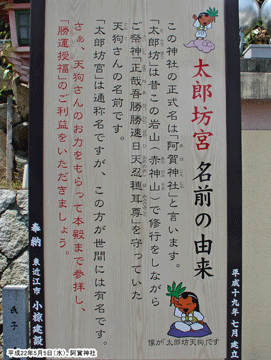 太郎坊宮 名前の由来
この神社の正式名は「阿賀神社」と言います。
「太郎坊」は昔この岩山(赤神山)で修行をしながら
ご祭神「正哉吾勝勝速日天忍穂耳尊」を守っていた
天狗さんの名前です。
「太郎坊宮」は通称名ですが、この方が世間には有名です。
さぁ、天狗さんのお力をもらって本殿まで参拝し、
「勝運授福」のご利益をいただきましょう。
平成十九年七月建立
僕が太郎坊天狗です
奉納 東近江市 小椋建設
氏子
平成22年5月5日(水)、阿賀神社